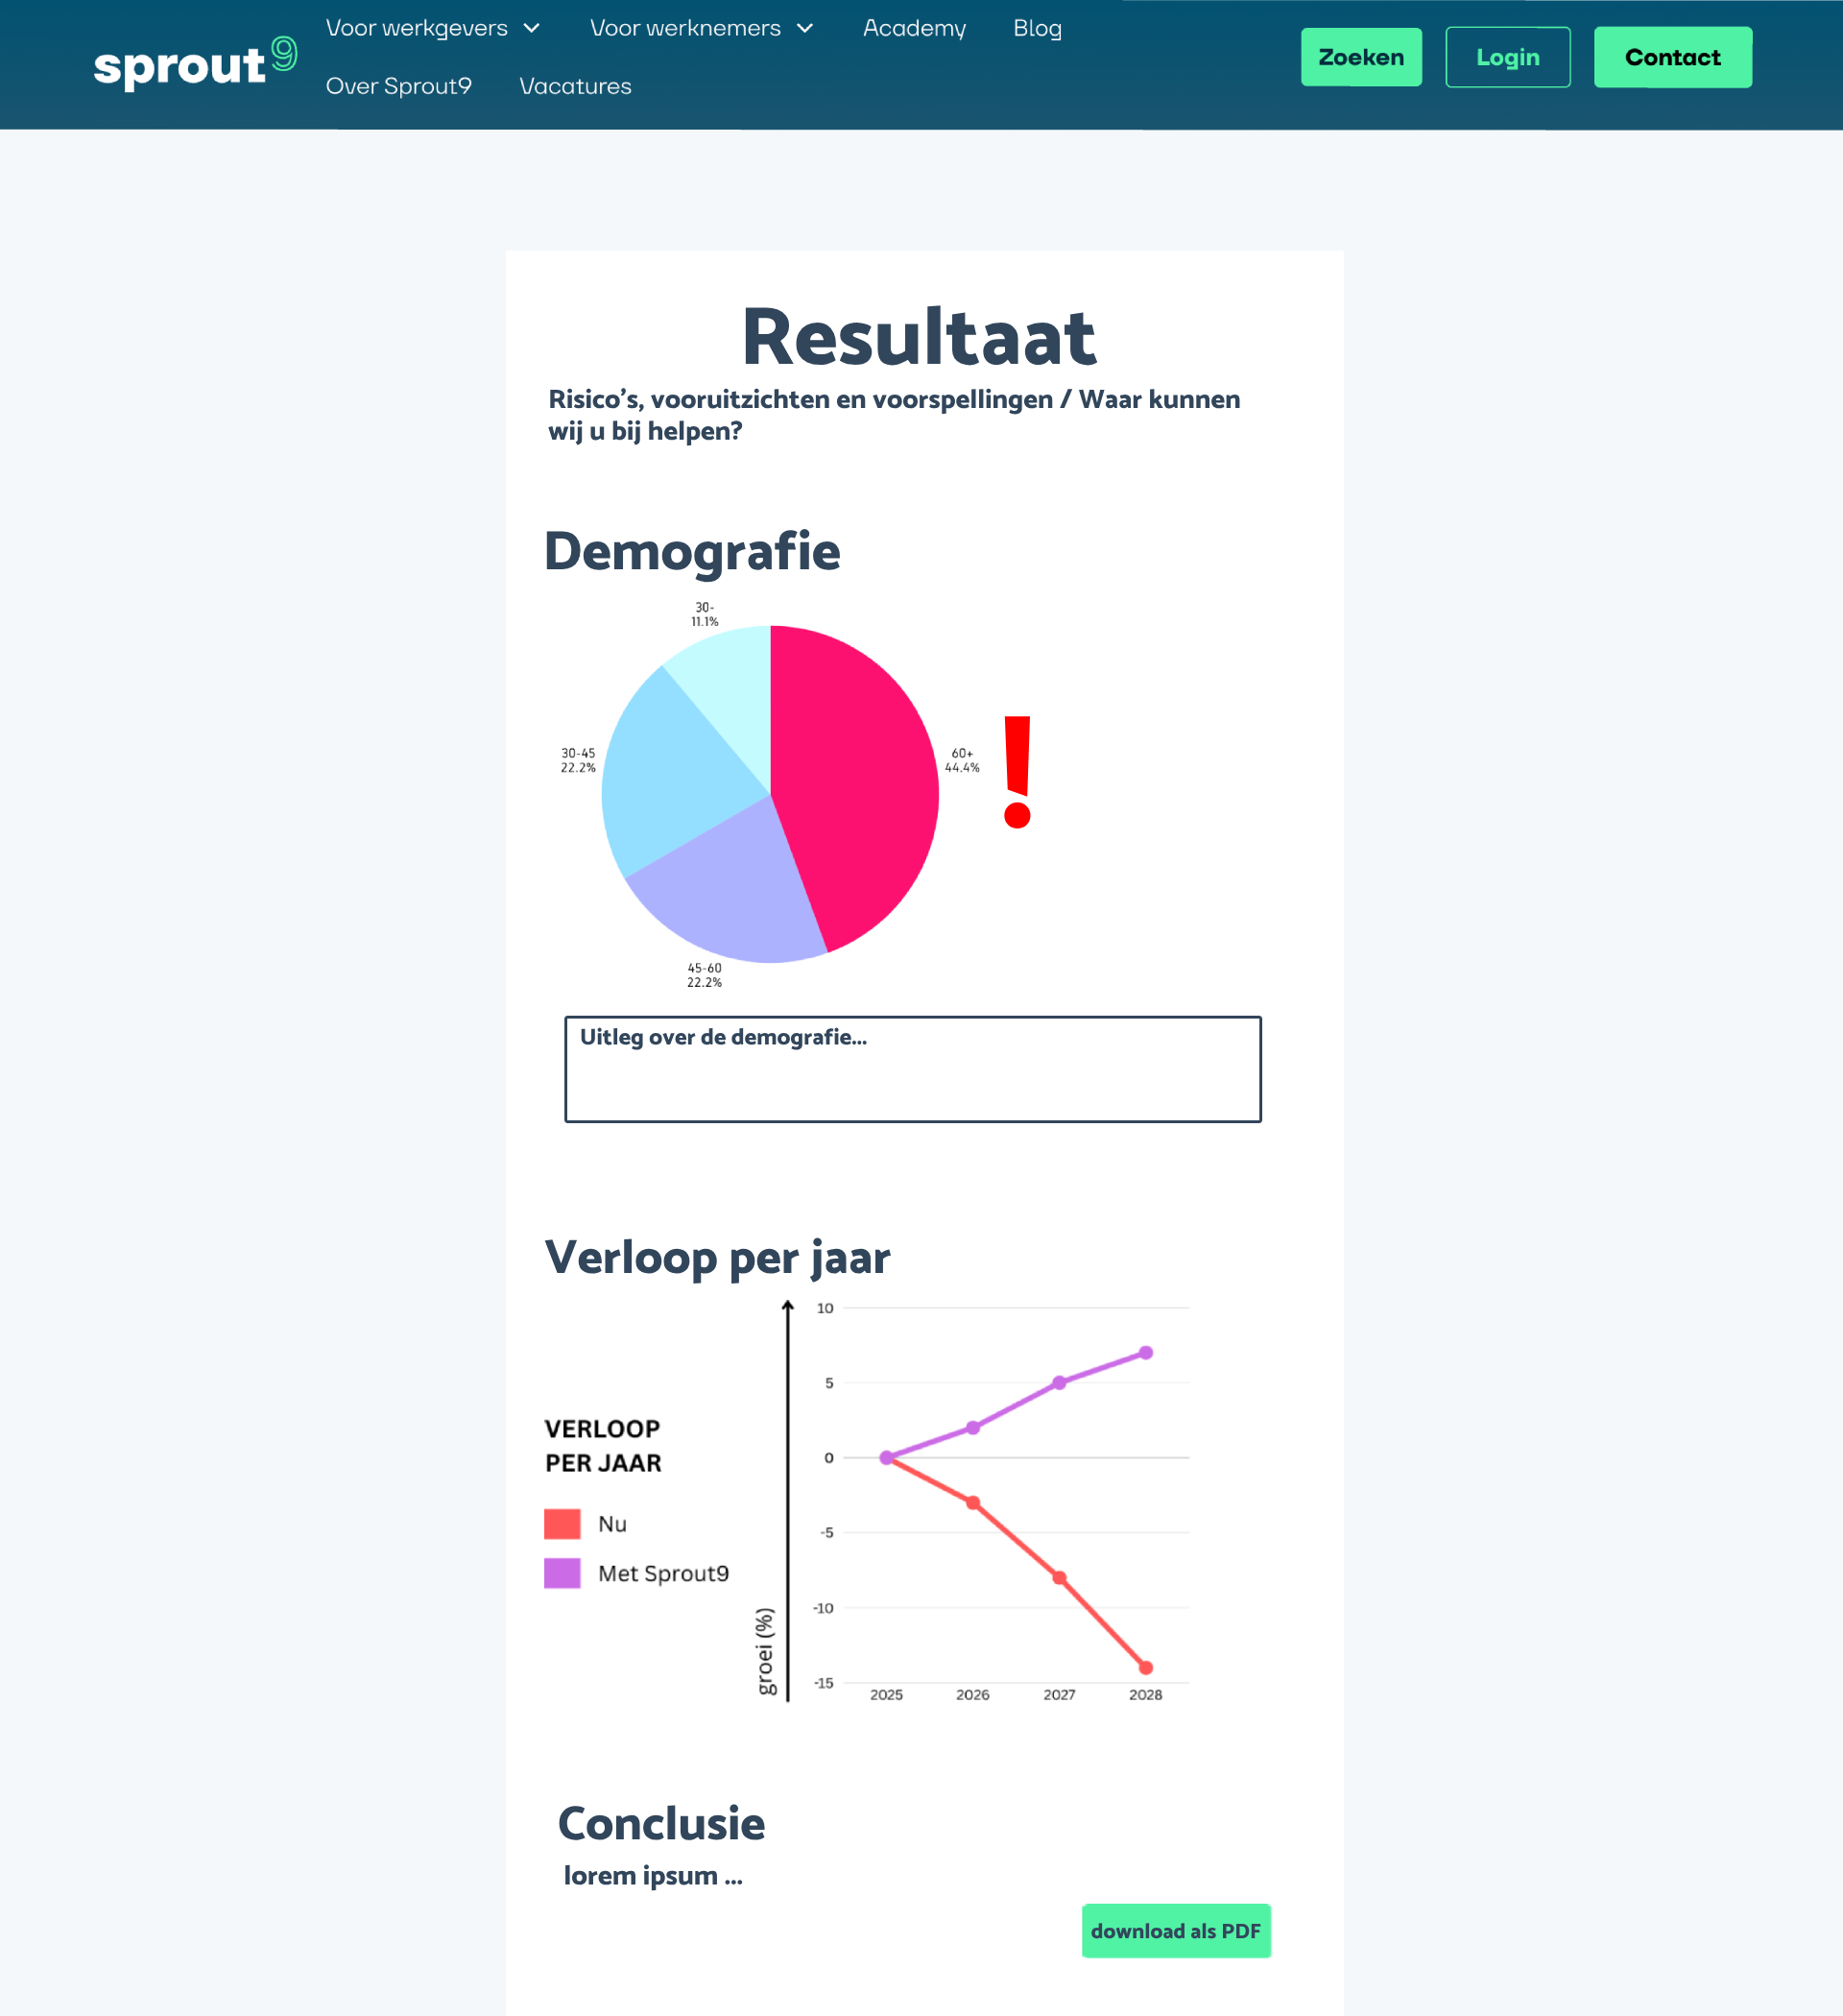 sprout9
Voor werkgevers
Voor werknemers
Academy
Blog
Over Sprout9
Vacatures
Zoeken
Login
Contact
Resultaat
Risico's, vooruitzichten en voorspellingen / Waar kunnen
wij u bij helpen?
Demografie
30-
11.1%
30-45
22.2%
60+
44.4%
!
45-60
22.2%
Uitleg over de demografie...
Verloop per jaar
VERLOOP
PER JAAR
Nu
Met Sprout9
groei (%)
10
5
0
-5
-10
-15
2025
2026
2027
2028
Conclusie
lorem ipsum ...
download als PDF